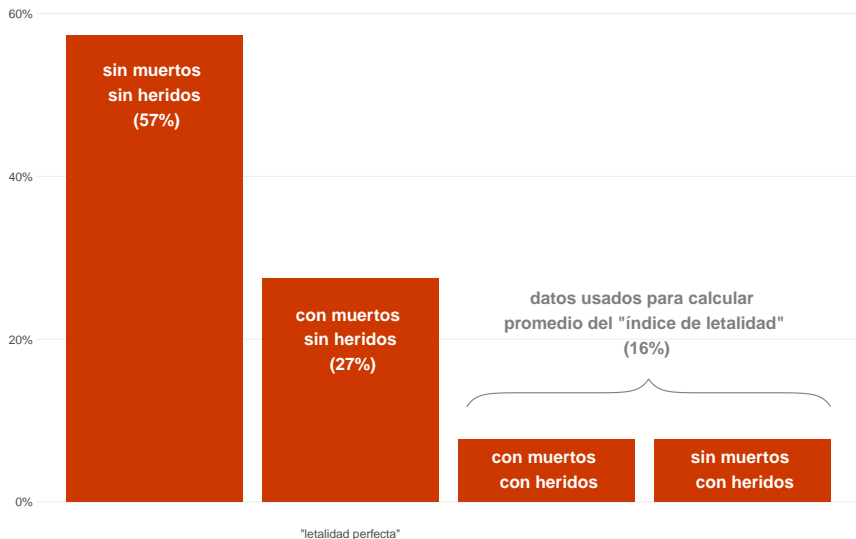 60%
40%
20%
0%
sin muertos
sin heridos
(57%)
con muertos
sin heridos
(27%)
datos usados para calcular
promedio del "índice de letalidad"
(16%)
con muertos
con heridos
sin muertos
con heridos
"letalidad perfecta"